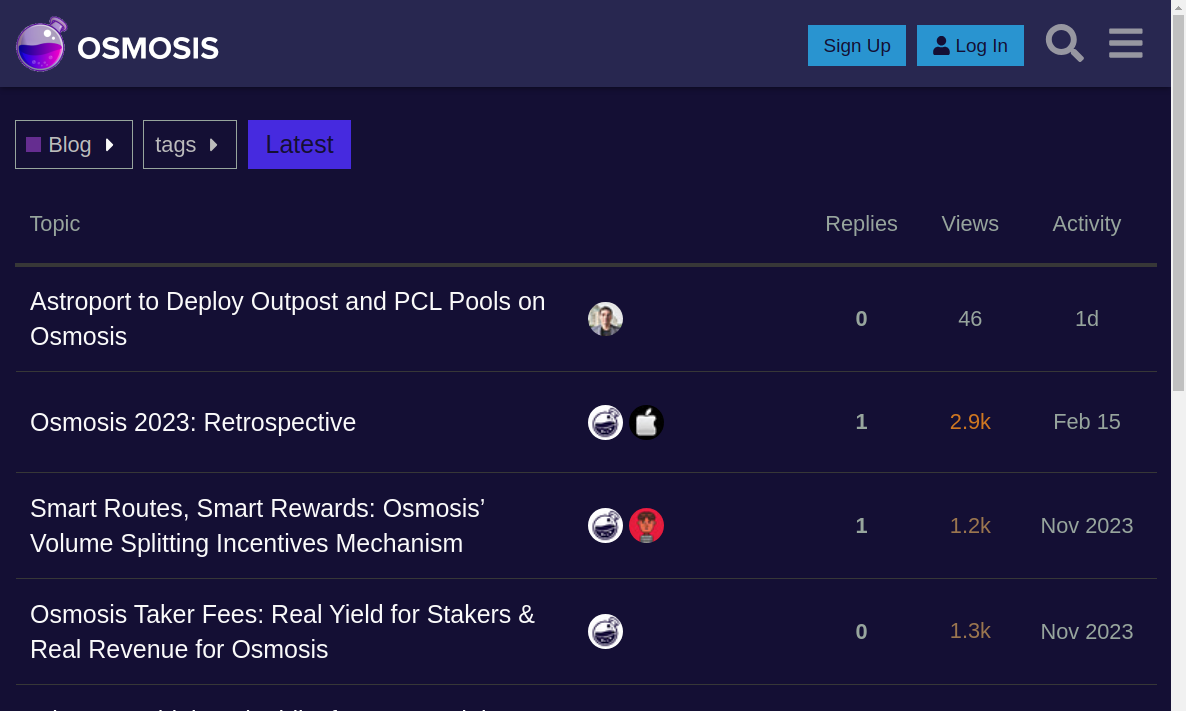 OSMOSIS
Sign Up
Log In
Blog
tags
Latest
Topic
Replies
Views
Activity
Astroport to Deploy Outpost and PCL Pools on
Osmosis
0
46
1d
Osmosis 2023: Retrospective
1
2.9k
Feb 15
Smart Routes, Smart Rewards: Osmosis’
Volume Splitting Incentives Mechanism
1
1.2k
Nov 2023
Osmosis Taker Fees: Real Yield for Stakers &
Real Revenue for Osmosis
0
1.3k
Nov 2023